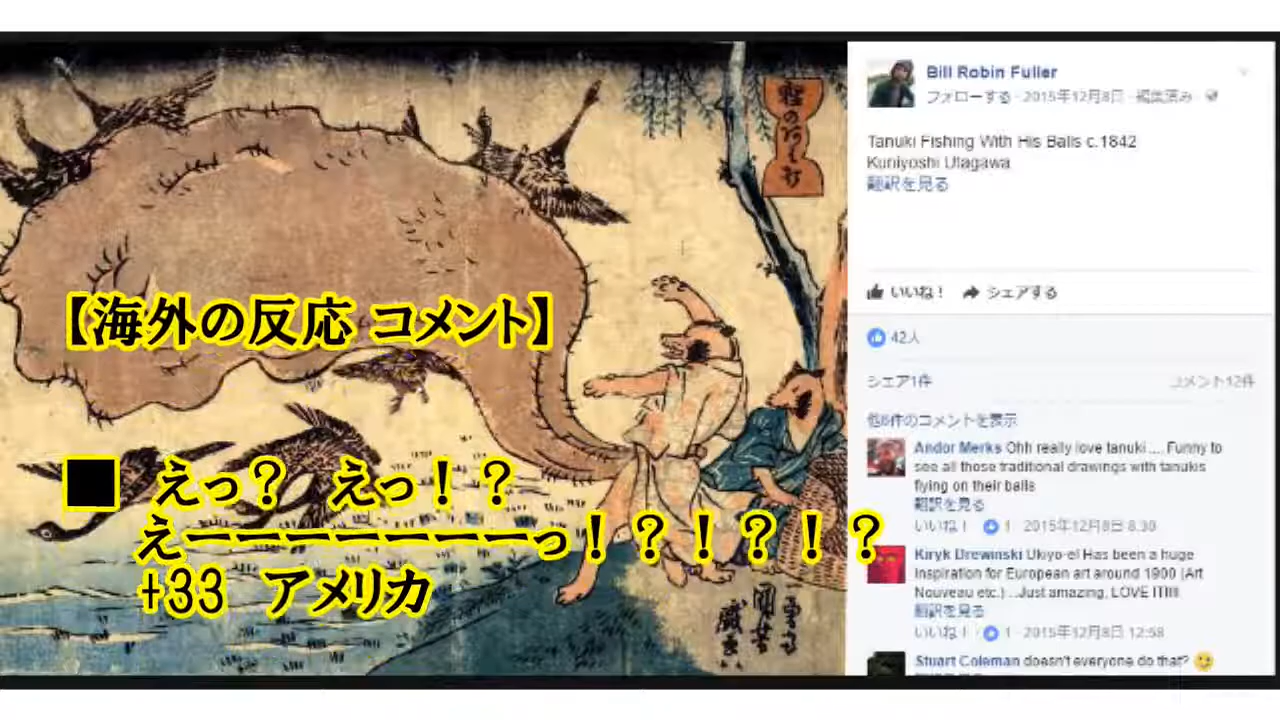 【海外の反応 コメント】
■ えっ？ えっ！？
えーーーーーーーっ！？！？！？
+33 アメリカ
Bill Robin Fuller
フォローする · 2015年12月8日 · 編集済み ·
Tanuki Fishing With His Balls c.1842
Kuniyoshi Utagawa
翻訳を見る
いいね！ シェアする
42人
シェア1件 コメント12件
他8件のコメントを表示
Andor Merks Ohh really love tanuki.... Funny to
see all those traditional drawings with tanukis
flying on their balls
翻訳を見る
いいね！ · 1 · 2015年12月8日 8:30
Kiryk Drewinski Ukiyo-e! Has been a huge
Inspiration for European art around 1900 (Art
Nouveau etc.)...Just amazing, LOVE IT!!!
翻訳を見る
いいね！ · 1 · 2015年12月8日 12:58
Stuart Coleman doesn't everyone do that?